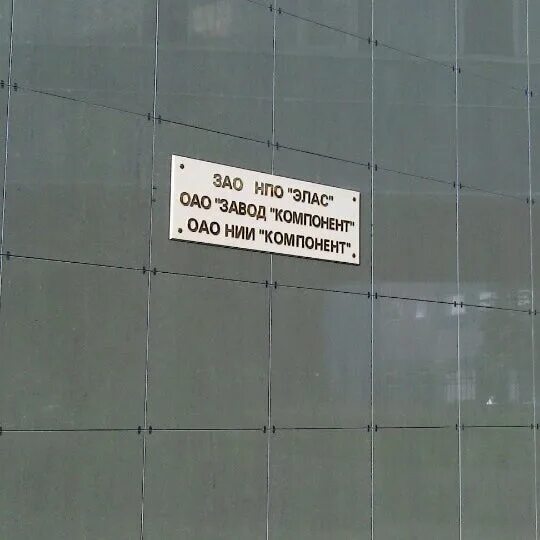 ЗАО НПО "ЭЛАС"
ОАО "ЗАВОД "КОМПОНЕНТ"
ОАО НИИ "КОМПОНЕНТ"